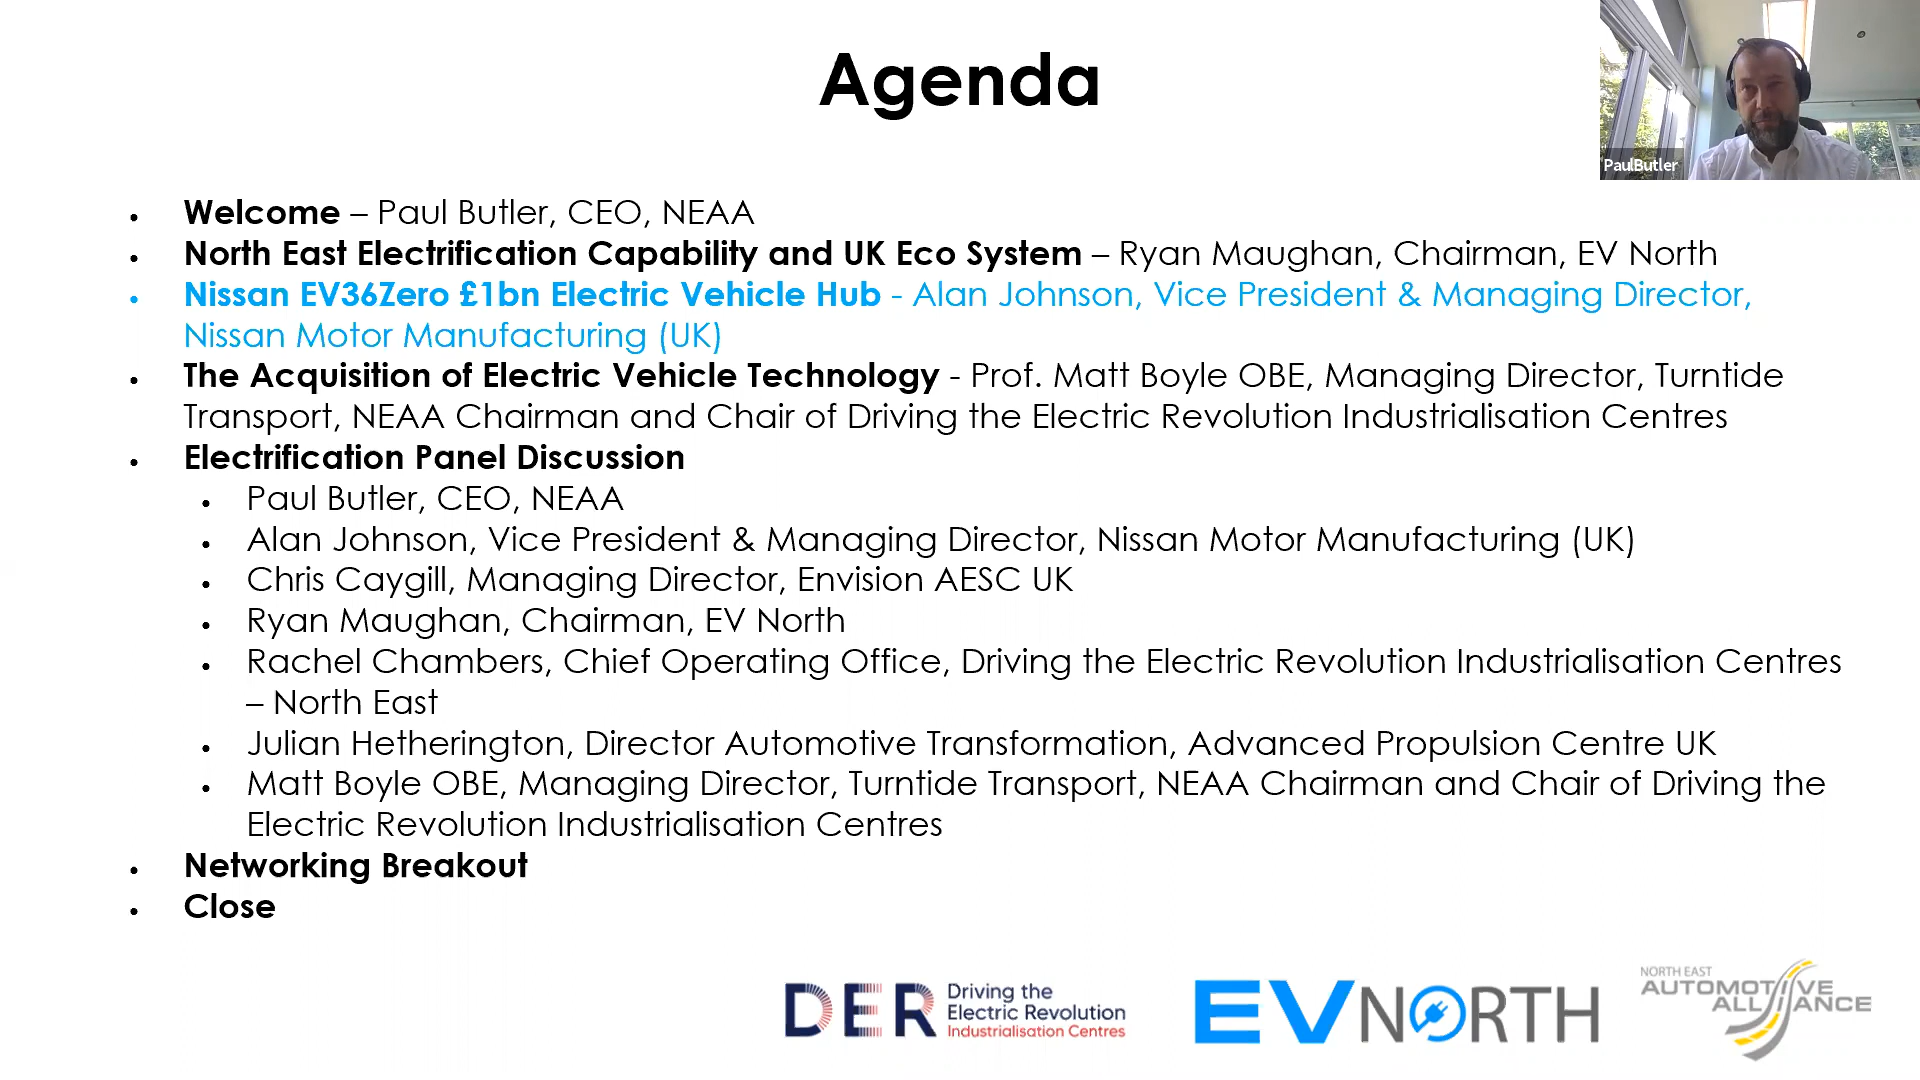 Agenda
PaulButler
Welcome – Paul Butler, CEO, NEAA
North East Electrification Capability and UK Eco System – Ryan Maughan, Chairman, EV North
Nissan EV36Zero £1bn Electric Vehicle Hub - Alan Johnson, Vice President & Managing Director,
Nissan Motor Manufacturing (UK)
The Acquisition of Electric Vehicle Technology - Prof. Matt Boyle OBE, Managing Director, Turntide
Transport, NEAA Chairman and Chair of Driving the Electric Revolution Industrialisation Centres
Electrification Panel Discussion
Paul Butler, CEO, NEAA
Alan Johnson, Vice President & Managing Director, Nissan Motor Manufacturing (UK)
Chris Caygill, Managing Director, Envision AESC UK
Ryan Maughan, Chairman, EV North
Rachel Chambers, Chief Operating Office, Driving the Electric Revolution Industrialisation Centres
– North East
Julian Hetherington, Director Automotive Transformation, Advanced Propulsion Centre UK
Matt Boyle OBE, Managing Director, Turntide Transport, NEAA Chairman and Chair of Driving the
Electric Revolution Industrialisation Centres
Networking Breakout
Close
DER
Driving the
Electric Revolution
Industrialisation Centres
EVNORTH
NORTH EAST
AUTOMOTIVE
ALLIANCE